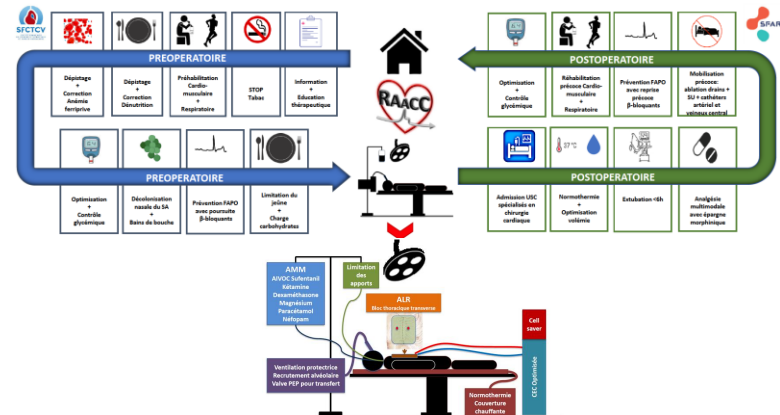 SFCTCV
SFAR
PREOPERATOIRE
Dépistage
+
Correction
Anémie
ferriprive
Dépistage
+
Correction
Dénutrition
Préhabilitation
Cardio-
musculaire
+
Respiratoire
STOP
Tabac
Information
+
Education
thérapeutique
PREOPERATOIRE
Optimisation
+
Contrôle
glycémique
Décolonisation
nasale du SA
+
Bains de bouche
Prévention FAPO
avec poursuite
β-bloquants
Limitation du
jeûne
+
Charge
carbohydrates
RAACC
POSTOPERATOIRE
Optimisation
+
Contrôle
glycémique
Réhabilitation
précoce Cardio-
musculaire
+
Respiratoire
Prévention FAPO
avec reprise
précoce
β-bloquants
Mobilisation
précoce:
ablation drains +
SU + cathéters
artériel et
veineux central
37 °C
POSTOPERATOIRE
Admission USC
spécialisés en
chirurgie
cardiaque
Normothermie
+
Optimisation
volémie
Extubation <6h
Analgésie
multimodale
avec épargne
morphinique
AMM
AIVOC Sufentanil
Kétamine
Dexaméthasone
Magnésium
Paracétamol
Néfopam
Limitation
des
apports
ALR
Bloc thoracique transverse
Cell
saver
CEC Optimisée
Ventilation protectrice
Recrutement alvéolaire
Valve PEP pour transfert
Normothermie
Couverture
chauffante